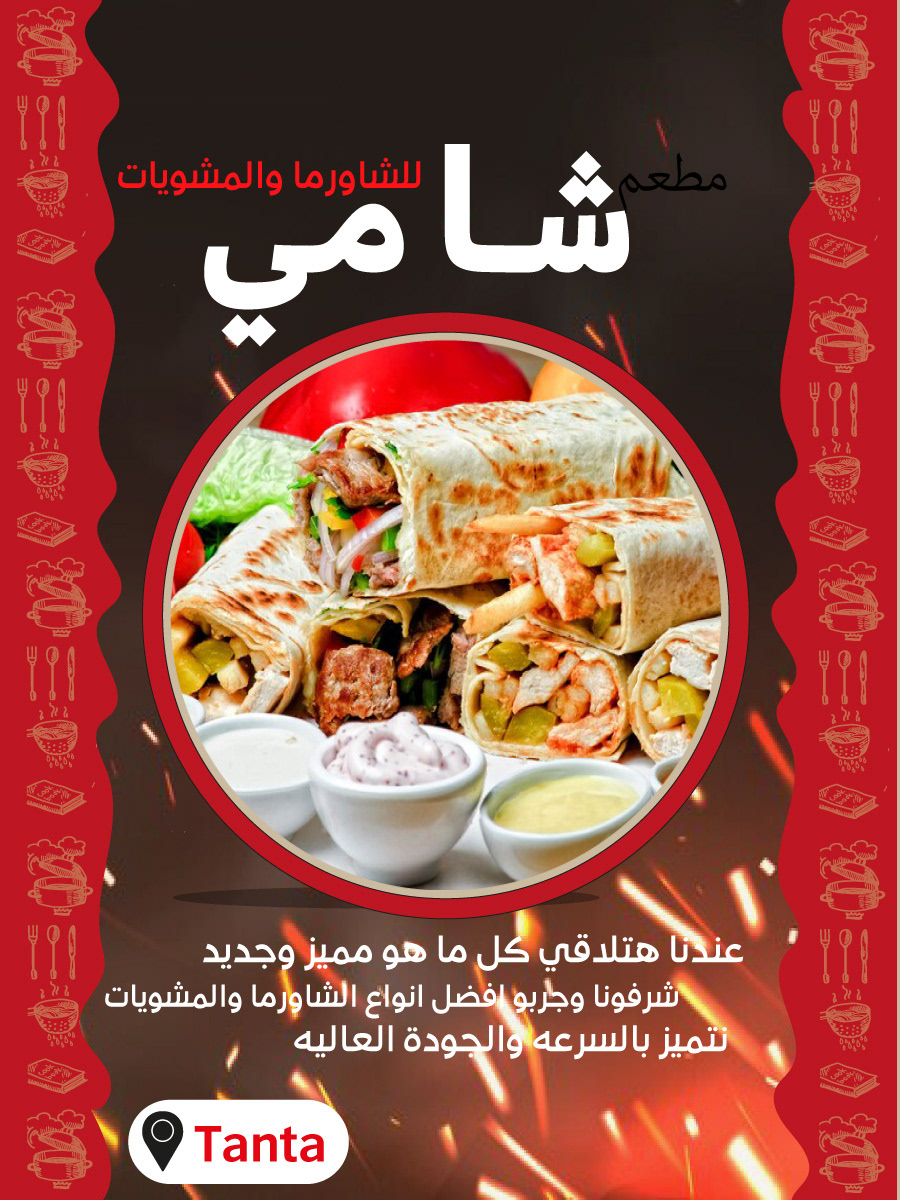 مطعم
شامي
للشاورما والمشويات
عندنا هتلاقي كل ما هو مميز وجديد
شرفونا وجربو افضل انواع الشاورما والمشويات
نتميز بالسرعه والجودة العاليه
Tanta